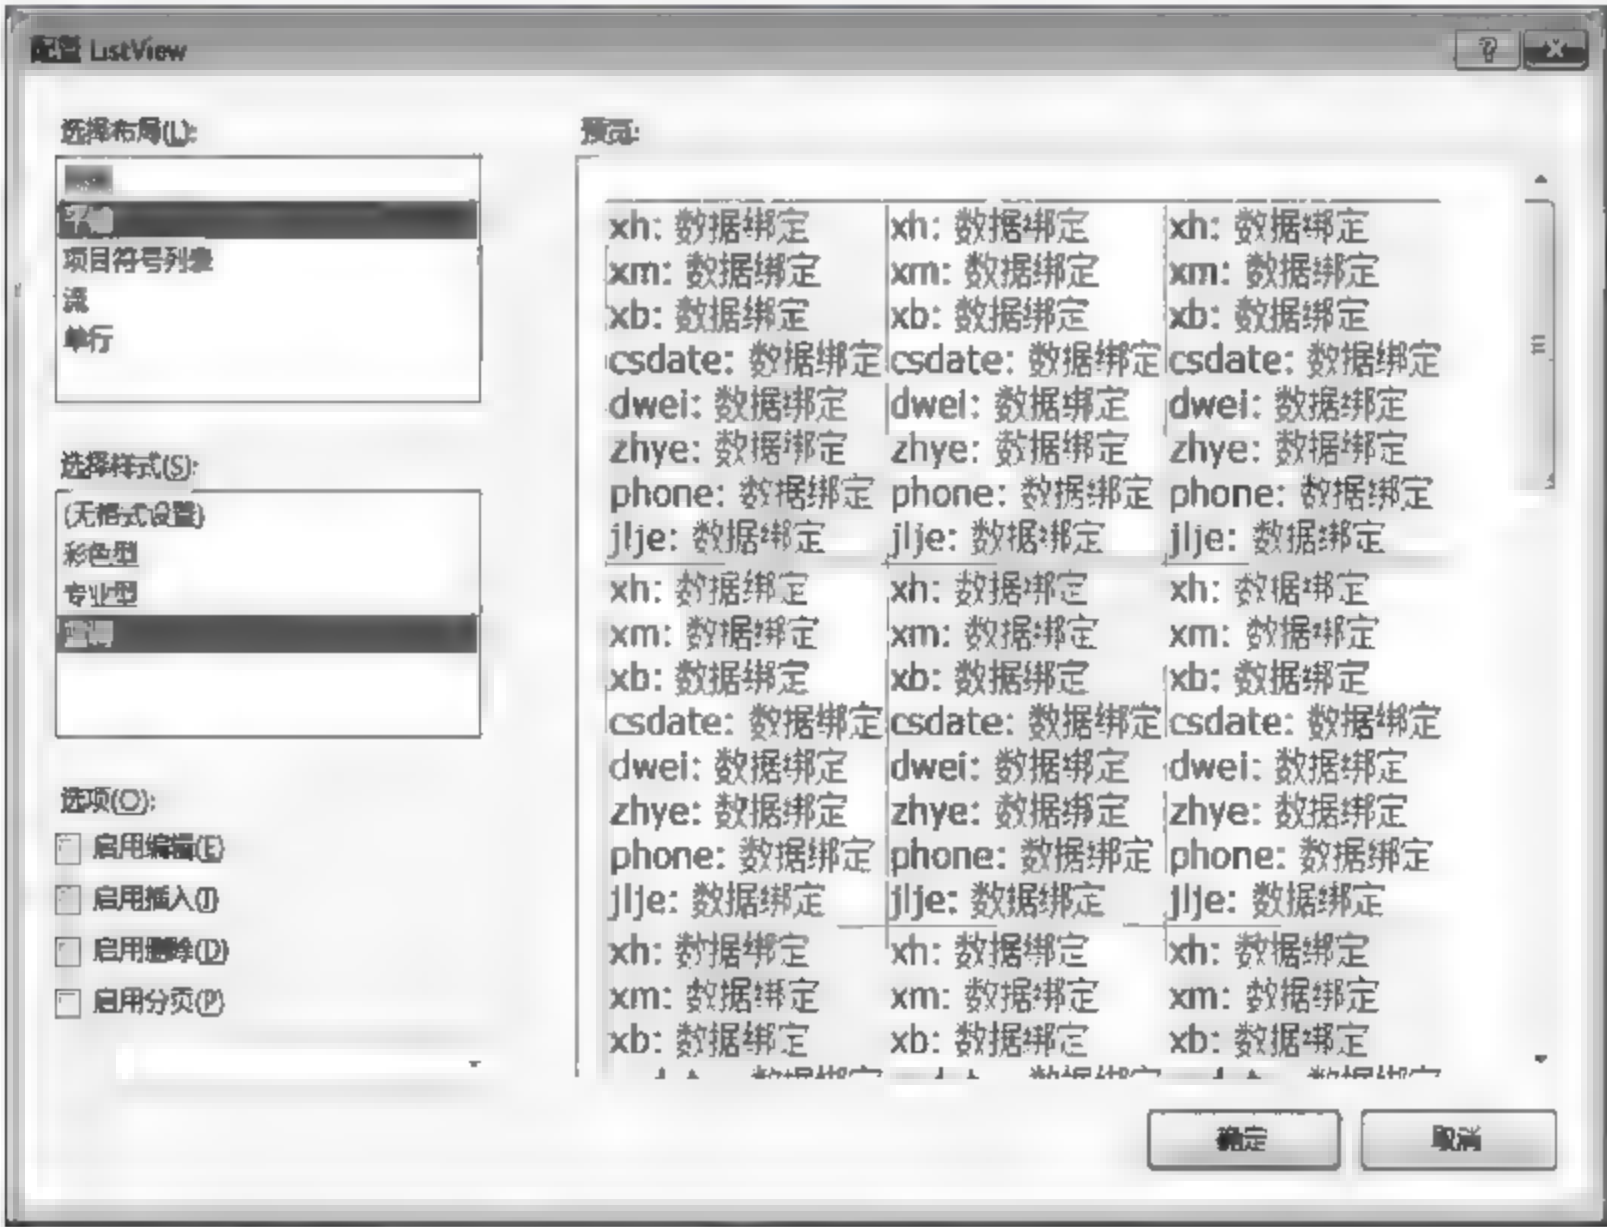 配置 ListView
选择布局(L):
平铺
项目符号列表
流
单行
选择样式(S):
(无格式设置)
彩色型
专业型
选项(O):
启用编辑(E)
启用插入(I)
启用删除(D)
启用分页(P)
预览:
xh: 数据绑定 xh: 数据绑定 xh: 数据绑定
xm: 数据绑定 xm: 数据绑定 xm: 数据绑定
xb: 数据绑定 xb: 数据绑定 xb: 数据绑定
csdate: 数据绑定 csdate: 数据绑定 csdate: 数据绑定
dwei: 数据绑定 dwei: 数据绑定 dwei: 数据绑定
zhye: 数据绑定 zhye: 数据绑定 zhye: 数据绑定
phone: 数据绑定 phone: 数据绑定 phone: 数据绑定
jlje: 数据绑定 jlje: 数据绑定 jlje: 数据绑定
xh: 数据绑定 xh: 数据绑定 xh: 数据绑定
xm: 数据绑定 xm: 数据绑定 xm: 数据绑定
xb: 数据绑定 xb: 数据绑定 xb: 数据绑定
csdate: 数据绑定 csdate: 数据绑定 csdate: 数据绑定
dwei: 数据绑定 dwei: 数据绑定 dwei: 数据绑定
zhye: 数据绑定 zhye: 数据绑定 zhye: 数据绑定
phone: 数据绑定 phone: 数据绑定 phone: 数据绑定
jlje: 数据绑定 jlje: 数据绑定 jlje: 数据绑定
xh: 数据绑定 xh: 数据绑定 xh: 数据绑定
xm: 数据绑定 xm: 数据绑定 xm: 数据绑定
xb: 数据绑定 xb: 数据绑定 xb: 数据绑定
确定 取消